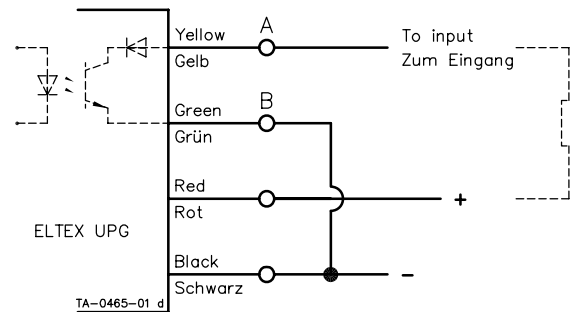 A
Yellow
Gelb
To input
Zum Eingang
B
Green
Grün
Red
Rot
+
ELTEX UPG
Black
Schwarz
-
TA-0465-01 d